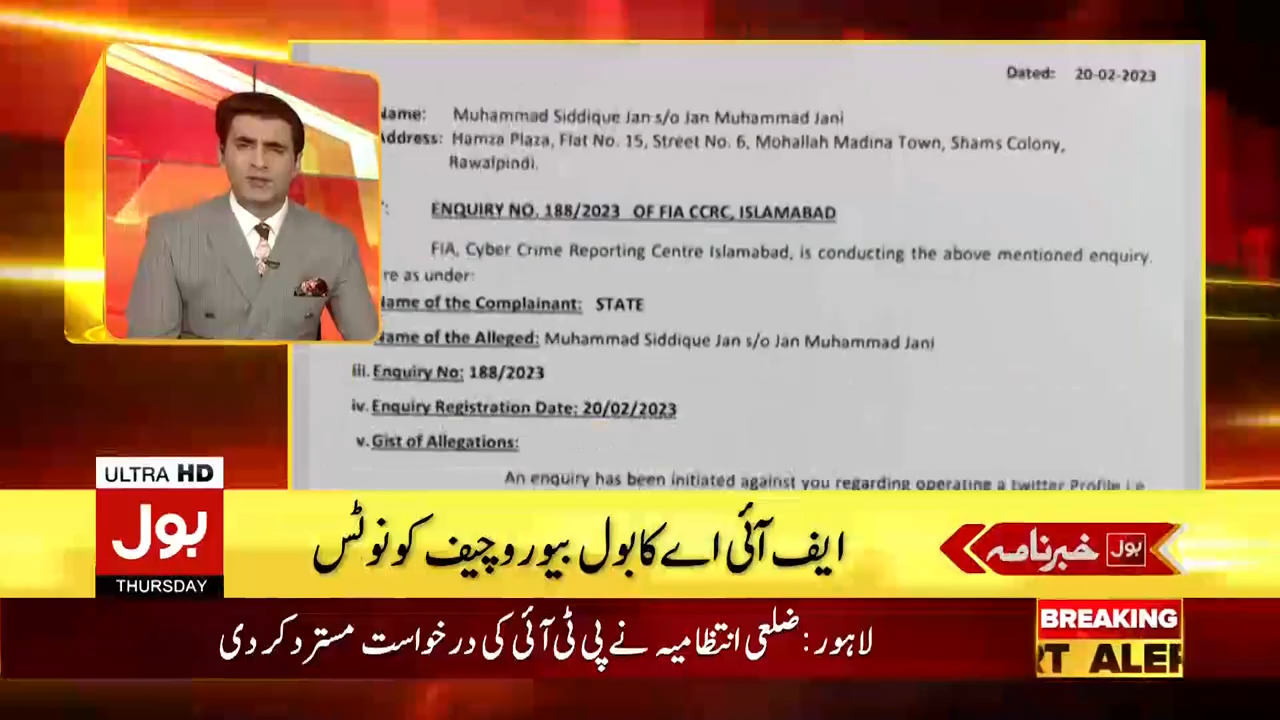 Dated: 20-02-2023
Name: Muhammad Siddique Jan s/o Jan Muhammad Jani
Address: Hamza Plaza, Flat No. 15, Street No. 6, Mohallah Madina Town, Shams Colony,
Rawalpindi.
ENQUIRY NO. 188/2023 OF FIA CCRC, ISLAMABAD
FIA, Cyber Crime Reporting Centre Islamabad, is conducting the above mentioned enquiry.
re as under:
Name of the Complainant: STATE
Name of the Alleged: Muhammad Siddique Jan s/o Jan Muhammad Jani
iii. Enquiry No: 188/2023
iv. Enquiry Registration Date: 20/02/2023
v. Gist of Allegations:
An enquiry has been initiated against you regarding operating a twitter Profile i.e
ULTRA HD
بول
THURSDAY
ایف آئی اے کا بول بیورو چیف کو نوٹس
بول خبرنامہ
لاہور: ضلعی انتظامیہ نے پی ٹی آئی کی درخواست مسترد کر دی
BREAKING
RT ALER